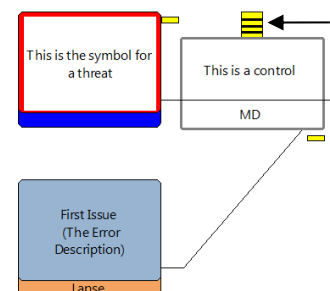 This is the symbol for
a threat
This is a control
MD
First Issue
(The Error
Description)
Lapse